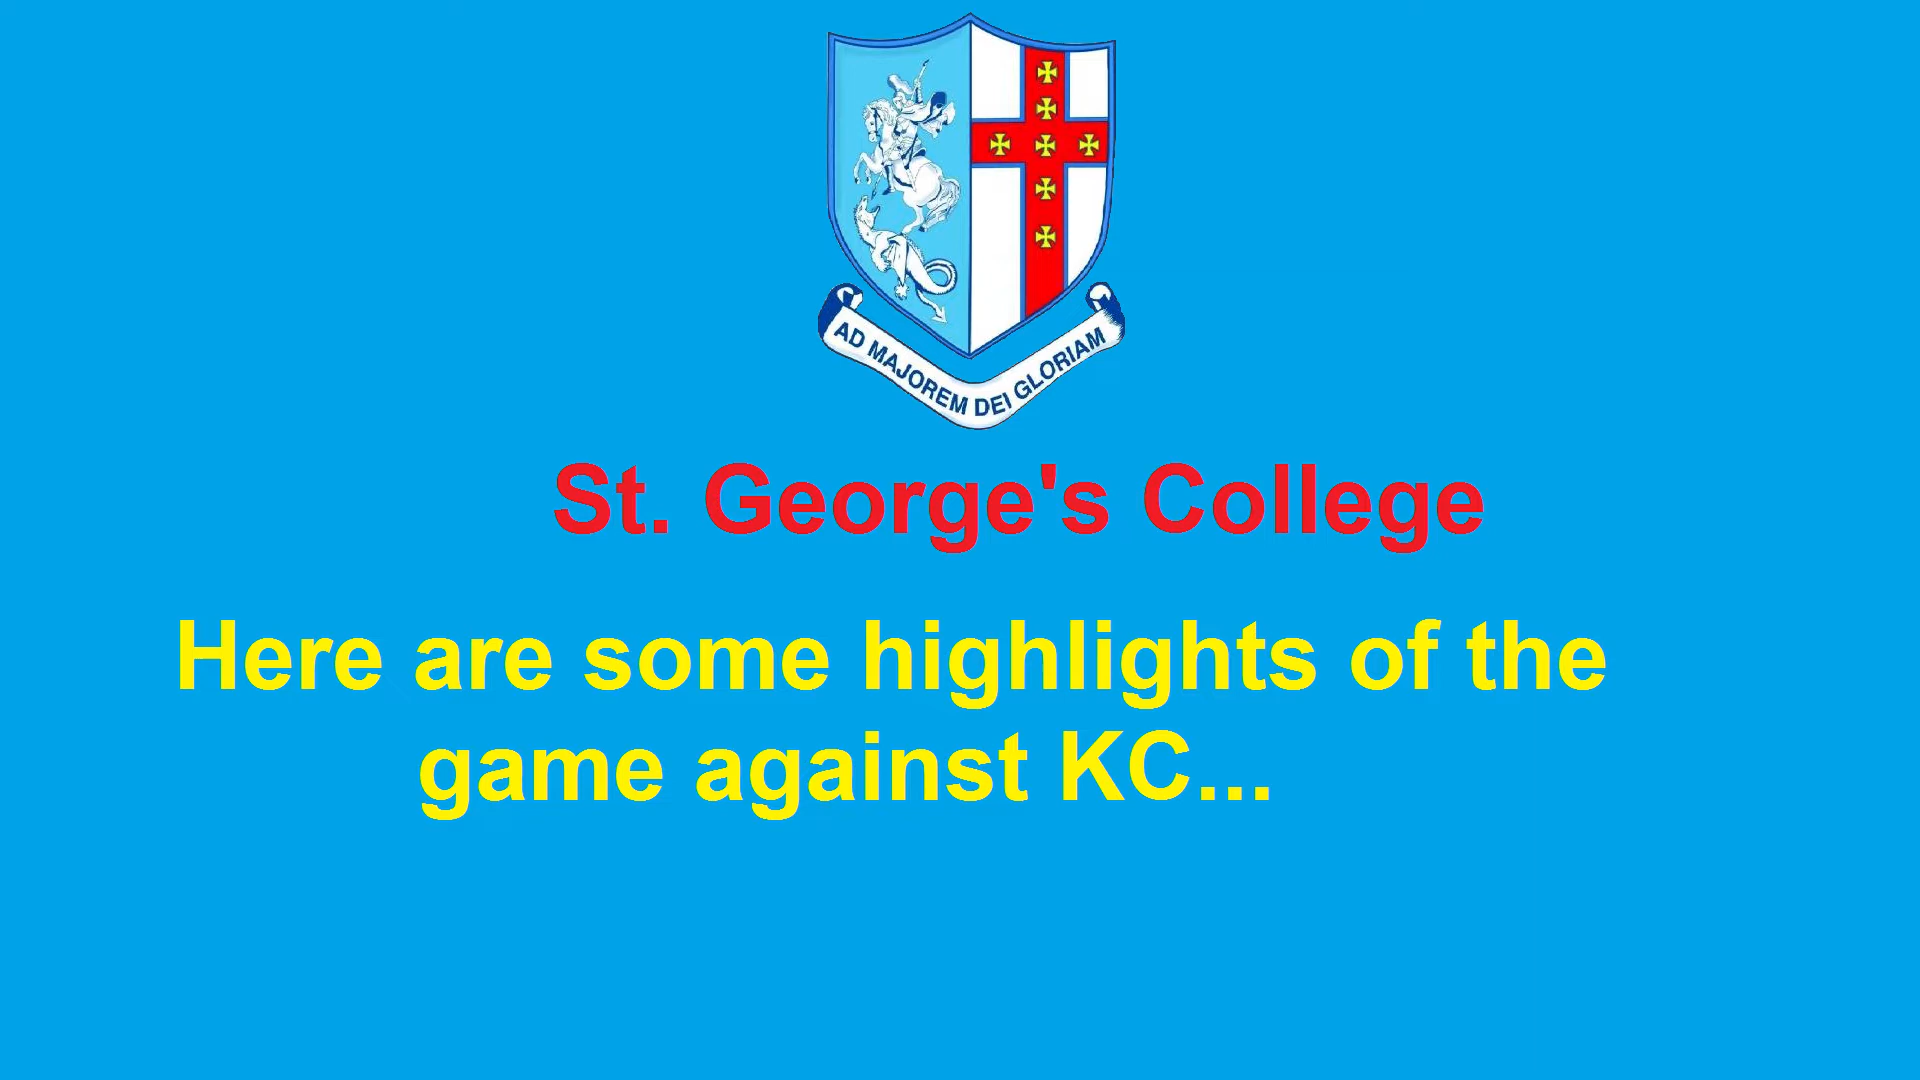 AD MAJOREM DEI GLORIAM
St. George's College
Here are some highlights of the
game against KC...